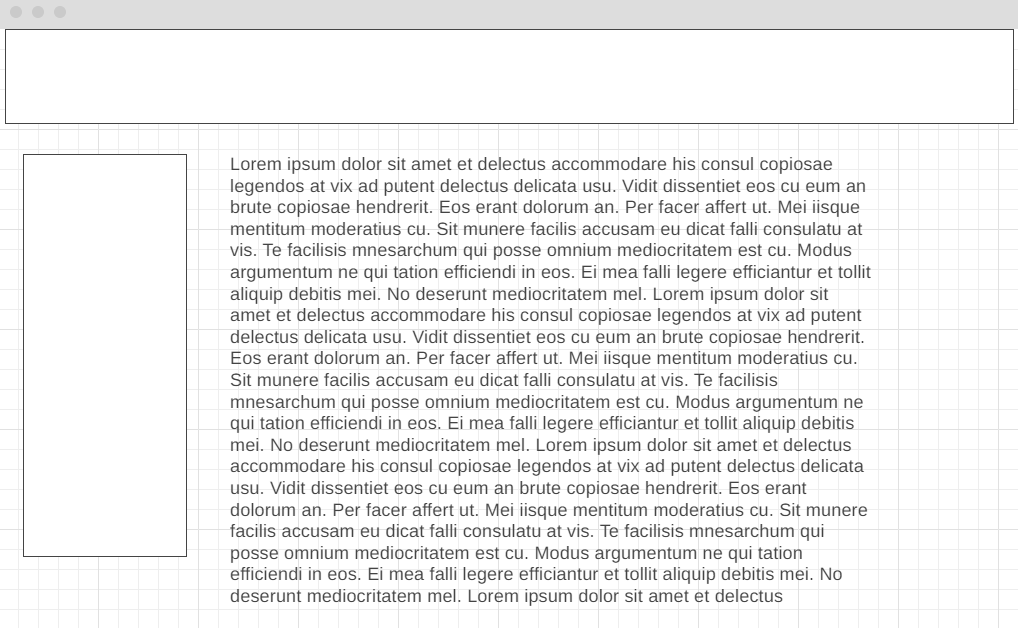 Lorem ipsum dolor sit amet et delectus accommodare his consul copiosae
legendos at vix ad putent delectus delicata usu. Vidit dissentiet eos cu eum an
brute copiosae hendrerit. Eos erant dolorum an. Per facer affert ut. Mei iisque
mentitum moderatius cu. Sit munere facilis accusam eu dicat falli consulatu at
vis. Te facilisis mnesarchum qui posse omnium mediocritatem est cu. Modus
argumentum ne qui tation efficiendi in eos. Ei mea falli legere efficiantur et tollit
aliquip debitis mei. No deserunt mediocritatem mel. Lorem ipsum dolor sit
amet et delectus accommodare his consul copiosae legendos at vix ad putent
delectus delicata usu. Vidit dissentiet eos cu eum an brute copiosae hendrerit.
Eos erant dolorum an. Per facer affert ut. Mei iisque mentitum moderatius cu.
Sit munere facilis accusam eu dicat falli consulatu at vis. Te facilisis
mnesarchum qui posse omnium mediocritatem est cu. Modus argumentum ne
qui tation efficiendi in eos. Ei mea falli legere efficiantur et tollit aliquip debitis
mei. No deserunt mediocritatem mel. Lorem ipsum dolor sit amet et delectus
accommodare his consul copiosae legendos at vix ad putent delectus delicata
usu. Vidit dissentiet eos cu eum an brute copiosae hendrerit. Eos erant
dolorum an. Per facer affert ut. Mei iisque mentitum moderatius cu. Sit munere
facilis accusam eu dicat falli consulatu at vis. Te facilisis mnesarchum qui
posse omnium mediocritatem est cu. Modus argumentum ne qui tation
efficiendi in eos. Ei mea falli legere efficiantur et tollit aliquip debitis mei. No
deserunt mediocritatem mel. Lorem ipsum dolor sit amet et delectus